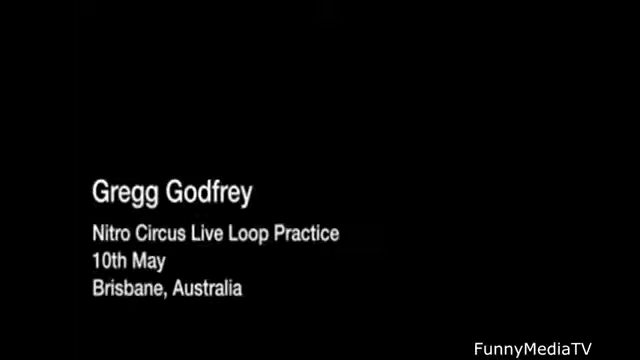 Gregg Godfrey
Nitro Circus Live Loop Practice
10th May
Brisbane, Australia
FunnyMediaTV